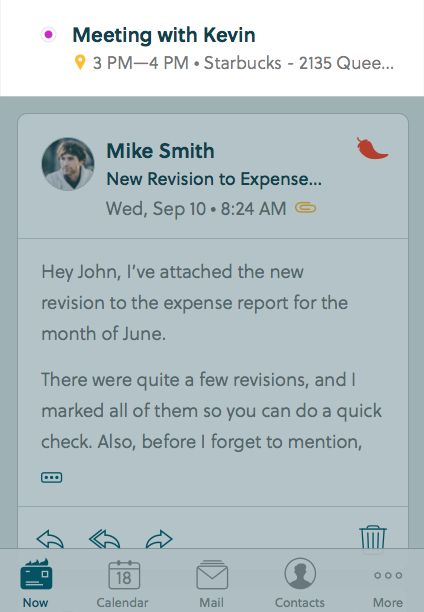 Meeting with Kevin
3 PM—4 PM • Starbucks - 2135 Quee...
Mike Smith
New Revision to Expense...
Wed, Sep 10 • 8:24 AM
Hey John, I've attached the new
revision to the expense report for the
month of June.
There were quite a few revisions, and I
marked all of them so you can do a quick
check. Also, before I forget to mention,
18
Now Calendar Mail Contacts More